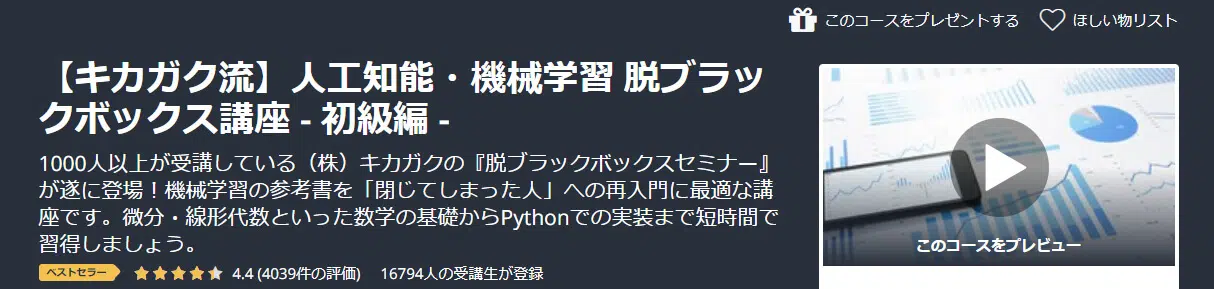 このコースをプレゼントする ほしい物リスト
【キカガク流】人工知能・機械学習 脱ブラッ
クボックス講座 - 初級編 -
1000人以上が受講している（株）キカガクの『脱ブラックボックスセミナー』
が遂に登場！機械学習の参考書を「閉じてしまった人」への再入門に最適な講
座です。微分・線形代数といった数学の基礎からPythonでの実装まで短時間で
習得しましょう。
ベストセラー 4.4 (4039件の評価) 16794人の受講生が登録
このコースをプレビュー